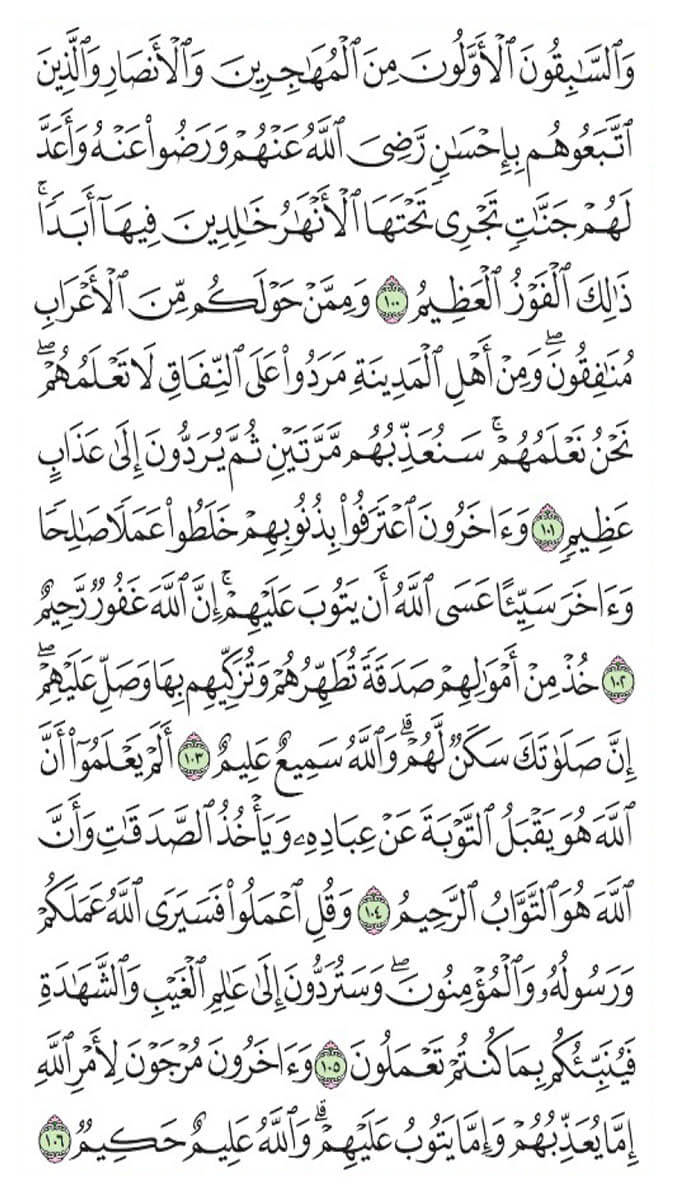 وَٱلسَّـٰبِقُونَ ٱلْأَوَّلُونَ مِنَ ٱلْمُهَـٰجِرِينَ وَٱلْأَنصَارِ وَٱلَّذِينَ
ٱتَّبَعُوهُم بِإِحْسَـٰنٍ رَّضِىَ ٱللَّهُ عَنْهُمْ وَرَضُوا۟ عَنْهُ وَأَعَدَّ
لَهُمْ جَنَّـٰتٍ تَجْرِى تَحْتَهَا ٱلْأَنْهَـٰرُ خَـٰلِدِينَ فِيهَآ أَبَدًا ۚ
ذَٰلِكَ ٱلْفَوْزُ ٱلْعَظِيمُ ١٠٠ وَمِمَّنْ حَوْلَكُم مِّنَ ٱلْأَعْرَابِ
مُنَـٰفِقُونَ ۖ وَمِنْ أَهْلِ ٱلْمَدِينَةِ مَرَدُوا۟ عَلَى ٱلنِّفَاقِ لَا تَعْلَمُهُمْ ۖ
نَحْنُ نَعْلَمُهُمْ ۚ سَنُعَذِّبُهُم مَّرَّتَيْنِ ثُمَّ يُرَدُّونَ إِلَىٰ عَذَابٍ
عَظِيمٍ ١٠١ وَءَاخَرُونَ ٱعْتَرَفُوا۟ بِذُنُوبِهِمْ خَلَطُوا۟ عَمَلًا صَـٰلِحًا
وَءَاخَرَ سَيِّئًا عَسَى ٱللَّهُ أَن يَتُوبَ عَلَيْهِمْ ۚ إِنَّ ٱللَّهَ غَفُورٌ رَّحِيمٌ
١٠٢ خُذْ مِنْ أَمْوَٰلِهِمْ صَدَقَةً تُطَهِّرُهُمْ وَتُزَكِّيهِم بِهَا وَصَلِّ عَلَيْهِمْ ۖ
إِنَّ صَلَوٰتَكَ سَكَنٌ لَّهُمْ ۗ وَٱللَّهُ سَمِيعٌ عَلِيمٌ ١٠٣ أَلَمْ يَعْلَمُوٓا۟ أَنَّ
ٱللَّهَ هُوَ يَقْبَلُ ٱلتَّوْبَةَ عَنْ عِبَادِهِۦ وَيَأْخُذُ ٱلصَّدَقَـٰتِ وَأَنَّ
ٱللَّهَ هُوَ ٱلتَّوَّابُ ٱلرَّحِيمُ ١٠٤ وَقُلِ ٱعْمَلُوا۟ فَسَيَرَى ٱللَّهُ عَمَلَكُمْ
وَرَسُولُهُۥ وَٱلْمُؤْمِنُونَ ۖ وَسَتُرَدُّونَ إِلَىٰ عَـٰلِمِ ٱلْغَيْبِ وَٱلشَّهَـٰدَةِ
فَيُنَبِّئُكُم بِمَا كُنتُمْ تَعْمَلُونَ ١٠٥ وَءَاخَرُونَ مُرْجَوْنَ لِأَمْرِ ٱللَّهِ
إِمَّا يُعَذِّبُهُمْ وَإِمَّا يَتُوبُ عَلَيْهِمْ ۗ وَٱللَّهُ عَلِيمٌ حَكِيمٌ ١٠٦